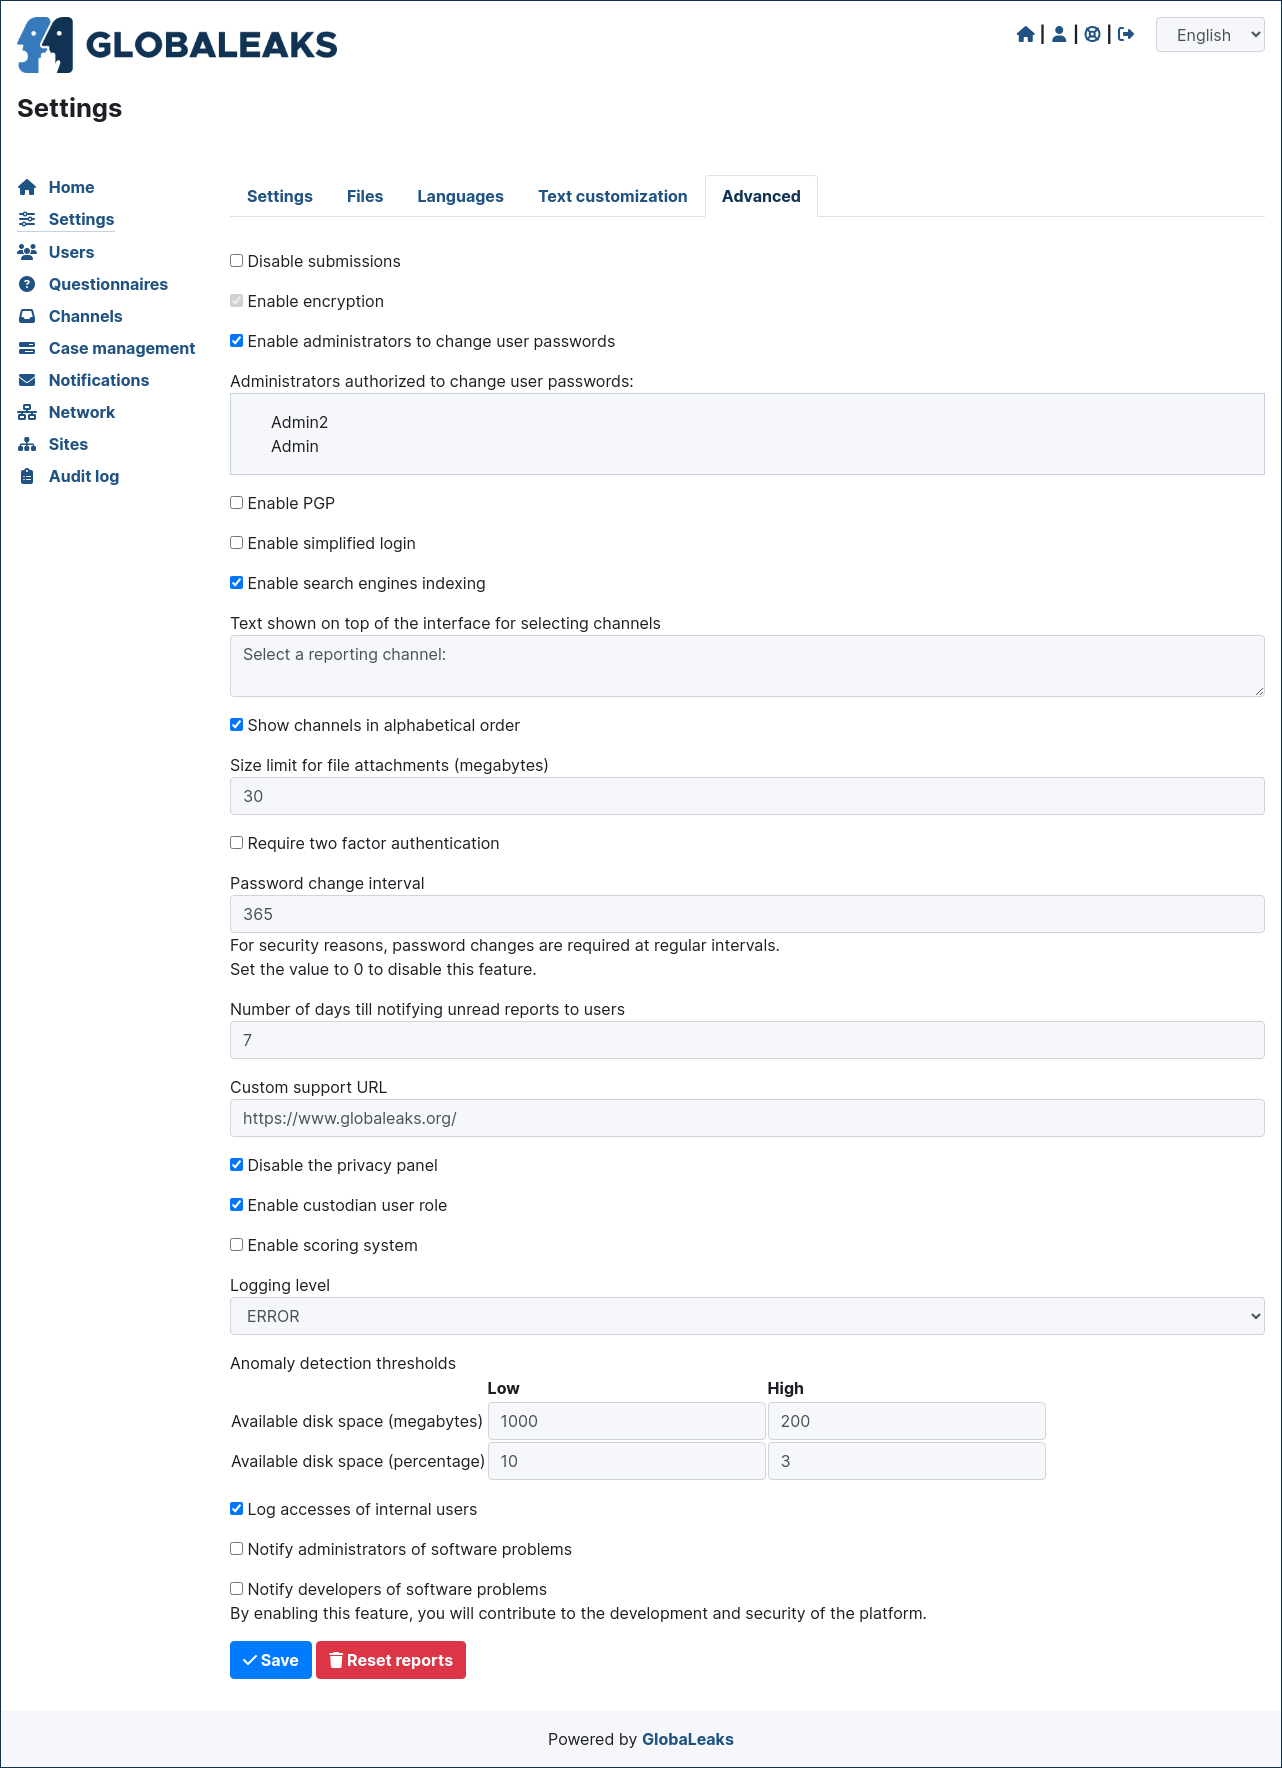 GLOBALEAKS
| | |
English
Settings
Home
Settings
Users
Questionnaires
Channels
Case management
Notifications
Network
Sites
Audit log
Settings Files Languages Text customization Advanced
Disable submissions
Enable encryption
Enable administrators to change user passwords
Administrators authorized to change user passwords:
Admin2
Admin
Enable PGP
Enable simplified login
Enable search engines indexing
Text shown on top of the interface for selecting channels
Select a reporting channel:
Show channels in alphabetical order
Size limit for file attachments (megabytes)
30
Require two factor authentication
Password change interval
365
For security reasons, password changes are required at regular intervals.
Set the value to 0 to disable this feature.
Number of days till notifying unread reports to users
7
Custom support URL
https://www.globaleaks.org/
Disable the privacy panel
Enable custodian user role
Enable scoring system
Logging level
ERROR
Anomaly detection thresholds
Low High
Available disk space (megabytes) 1000 200
Available disk space (percentage) 10 3
Log accesses of internal users
Notify administrators of software problems
Notify developers of software problems
By enabling this feature, you will contribute to the development and security of the platform.
Save Reset reports
Powered by GlobaLeaks